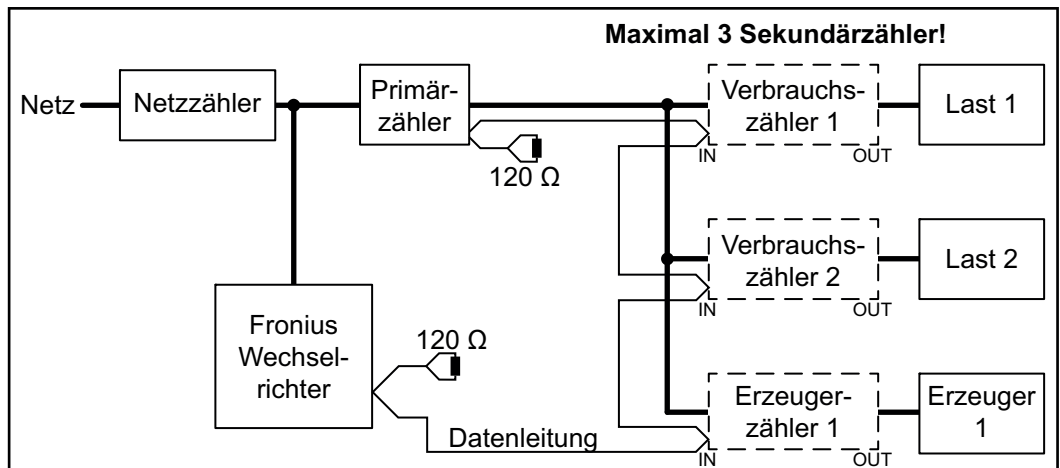 Maximal 3 Sekundärzähler!
Netz
Netzzähler
Primär-
zähler
120 Ω
Verbrauchs-
zähler 1
IN
OUT
Last 1
Verbrauchs-
zähler 2
IN
OUT
Last 2
Fronius
Wechsel-
richter
120 Ω
Datenleitung
Erzeuger-
zähler 1
IN
OUT
Erzeuger
1